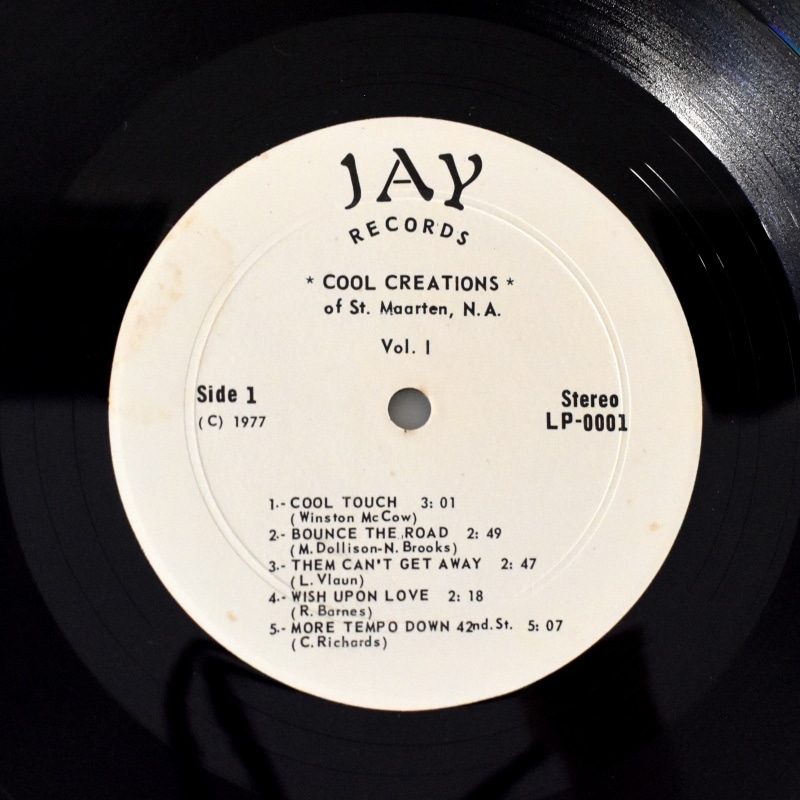 JAY
RECORDS
* COOL CREATIONS *
of St. Maarten, N.A.
Vol. I
Side 1
(C) 1977
Stereo
LP-0001
1.- COOL TOUCH 3: 01
(Winston McCow)
2.- BOUNCE THE ROAD 2: 49
(M. Dollison-N. Brooks)
3.- THEM CAN'T GET AWAY 2: 47
(L. Vlaun)
4.- WISH UPON LOVE 2: 18
(R. Barnes)
5.- MORE TEMPO DOWN 42nd. St. 5: 07
(C. Richards)